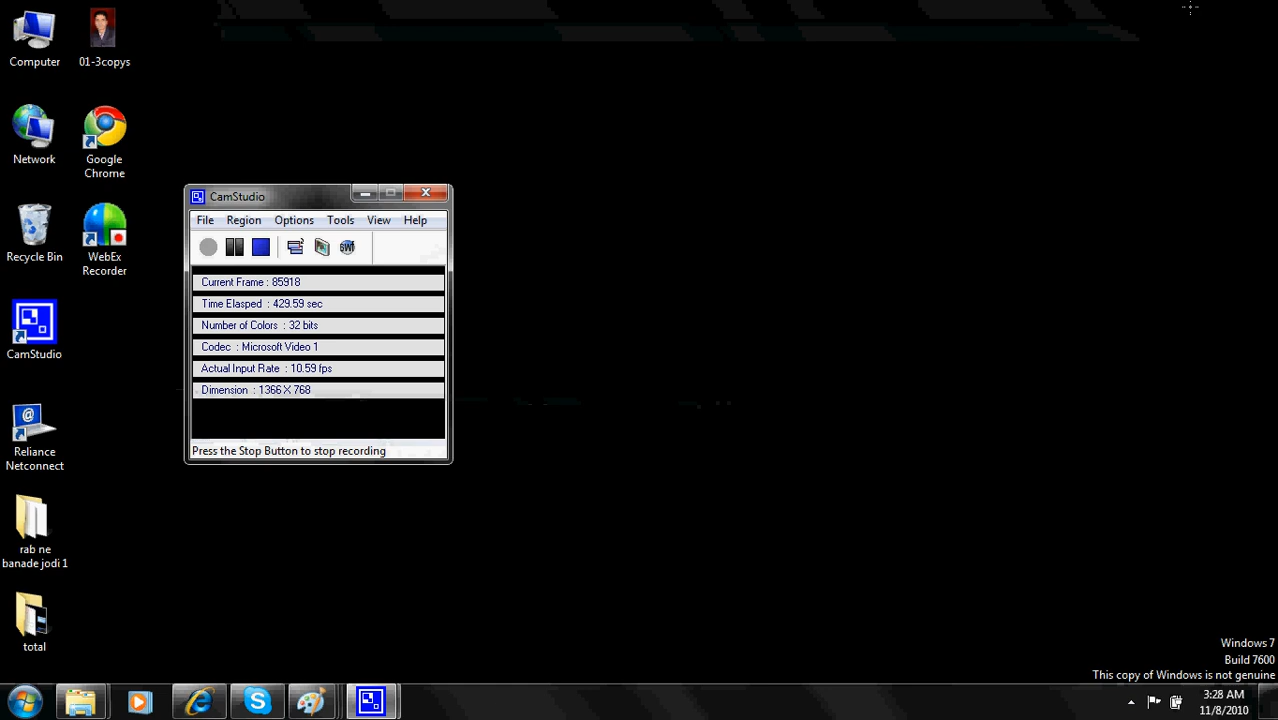 Computer
01-3copys
Network
Google
Chrome
Recycle Bin
WebEx
Recorder
CamStudio
Reliance
Netconnect
rab ne
banade jodi 1
total
CamStudio
File Region Options Tools View Help
SWF
Current Frame : 85918
Time Elasped : 429.59 sec
Number of Colors : 32 bits
Codec : Microsoft Video 1
Actual Input Rate : 10.59 fps
Dimension : 1366 X 768
Press the Stop Button to stop recording
Windows 7
Build 7600
This copy of Windows is not genuine
3:28 AM
11/8/2010